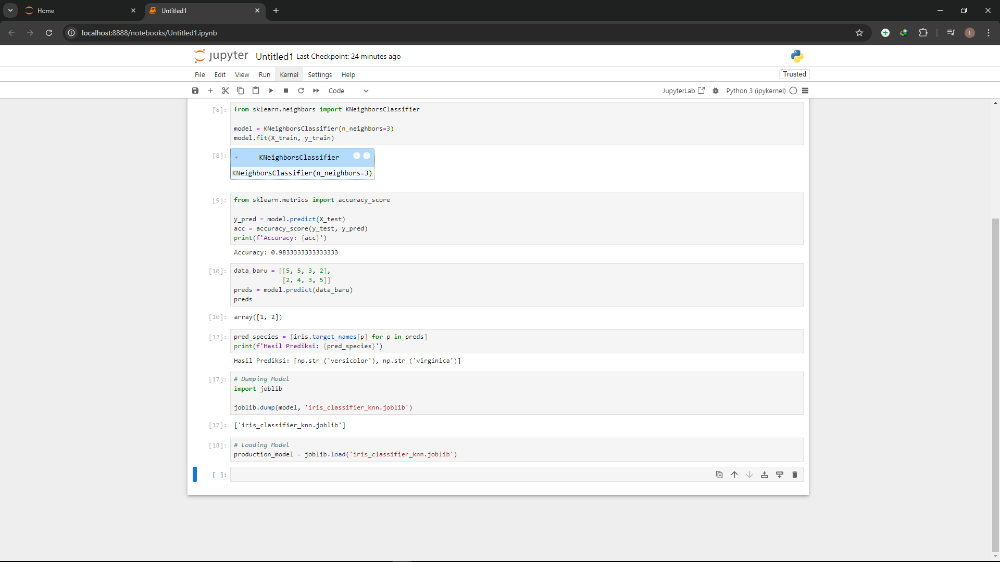 Home
Untitled1
localhost:8888/notebooks/Untitled1.ipynb
I
jupyter Untitled1 Last Checkpoint: 24 minutes ago
File Edit View Run Kernel Settings Help
Trusted
Code
JupyterLab
Python 3 (ipykernel)
[8]:
from sklearn.neighbors import KNeighborsClassifier
model = KNeighborsClassifier(n_neighbors=3)
model.fit(X_train, y_train)
[8]:
KNeighborsClassifier
i ?
KNeighborsClassifier(n_neighbors=3)
[9]:
from sklearn.metrics import accuracy_score
y_pred = model.predict(X_test)
acc = accuracy_score(y_test, y_pred)
print(f'Accuracy: {acc}')
Accuracy: 0.9833333333333333
[10]:
data_baru = [[5, 5, 3, 2],
[2, 4, 3, 5]]
preds = model.predict(data_baru)
preds
[10]:
array([1, 2])
[12]:
pred_species = [iris.target_names[p] for p in preds]
print(f'Hasil Prediksi: {pred_species}')
Hasil Prediksi: [np.str_('versicolor'), np.str_('virginica')]
[17]:
# Dumping Model
import joblib
joblib.dump(model, 'iris_classifier_knn.joblib')
[17]:
['iris_classifier_knn.joblib']
[18]:
# Loading Model
production_model = joblib.load('iris_classifier_knn.joblib')
[ ]: